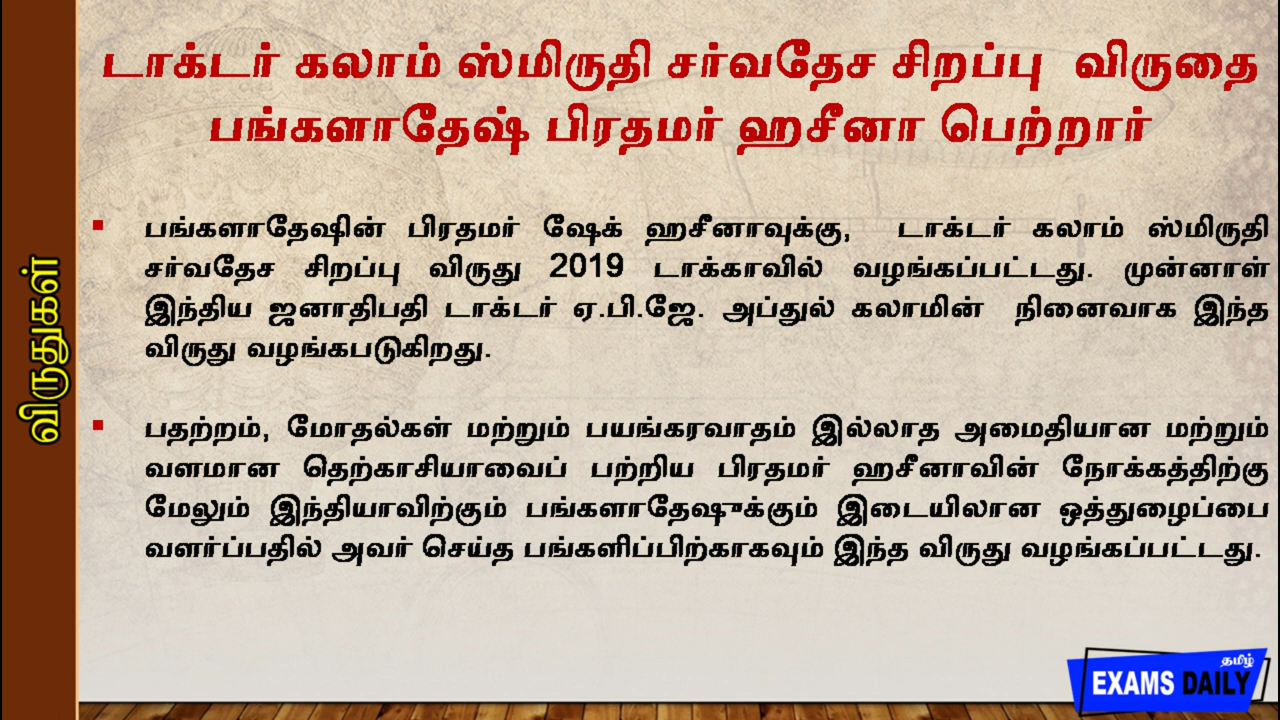 டாக்டர் கலாம் ஸ்மிருதி சர்வதேச சிறப்பு விருதை
பங்களாதேஷ் பிரதமர் ஹசீனா பெற்றார்
விருதுகள்
▪ பங்களாதேஷின் பிரதமர் ஷேக் ஹசீனாவுக்கு, டாக்டர் கலாம் ஸ்மிருதி
சர்வதேச சிறப்பு விருது 2019 டாக்காவில் வழங்கப்பட்டது. முன்னாள்
இந்திய ஜனாதிபதி டாக்டர் ஏ.பி.ஜே. அப்துல் கலாமின் நினைவாக இந்த
விருது வழங்கபடுகிறது.
▪ பதற்றம், மோதல்கள் மற்றும் பயங்கரவாதம் இல்லாத அமைதியான மற்றும்
வளமான தெற்காசியாவைப் பற்றிய பிரதமர் ஹசீனாவின் நோக்கத்திற்கு
மேலும் இந்தியாவிற்கும் பங்களாதேஷுக்கும் இடையிலான ஒத்துழைப்பை
வளர்ப்பதில் அவர் செய்த பங்களிப்பிற்காகவும் இந்த விருது வழங்கப்பட்டது.
தமிழ்
EXAMS DAILY